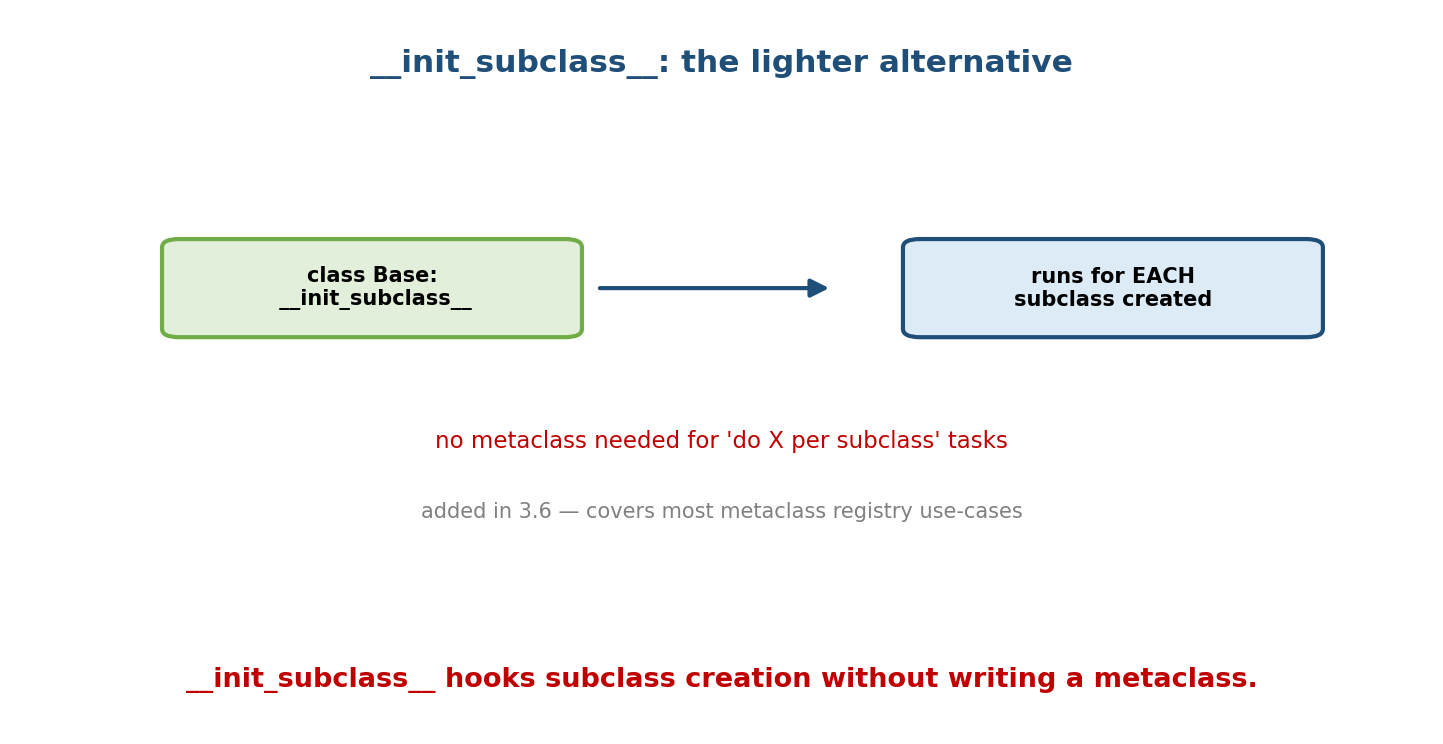 __init_subclass__: the lighter alternative
class Base:
__init_subclass__
runs for EACH
subclass created
no metaclass needed for 'do X per subclass' tasks
added in 3.6 — covers most metaclass registry use-cases
__init_subclass__ hooks subclass creation without writing a metaclass.